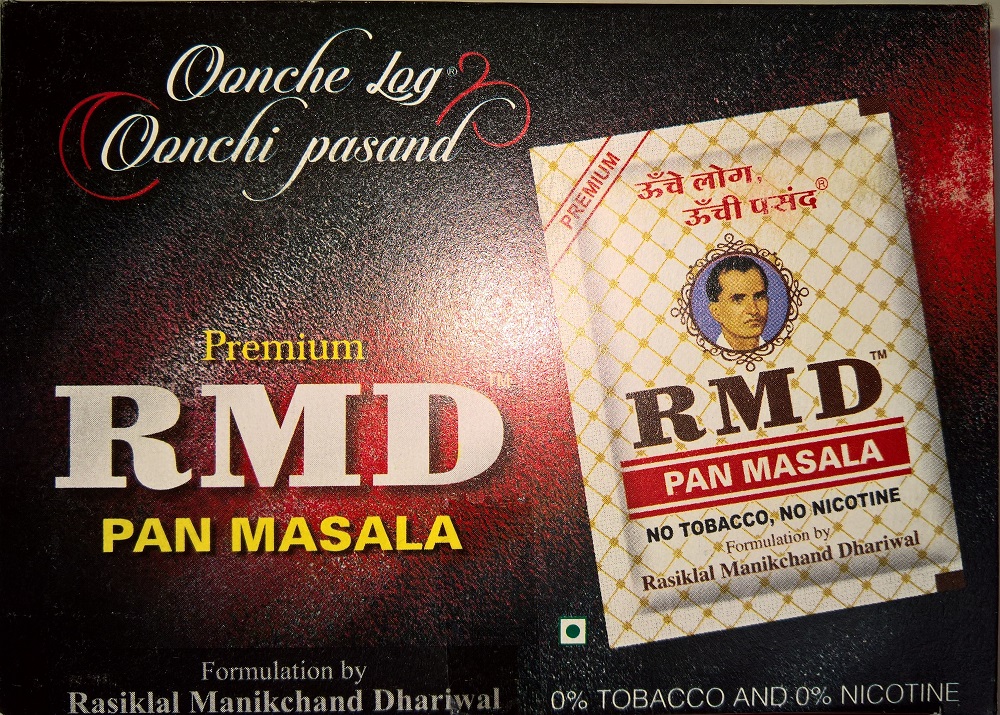 Oonche Log®
Oonchi pasand
Premium
RMD™
PAN MASALA
Formulation by
Rasiklal Manikchand Dhariwal
PREMIUM
ऊँचे लोग,
ऊँची पसंद®
RMD™
PAN MASALA
NO TOBACCO, NO NICOTINE
Formulation by
Rasiklal Manikchand Dhariwal
0% TOBACCO AND 0% NICOTINE